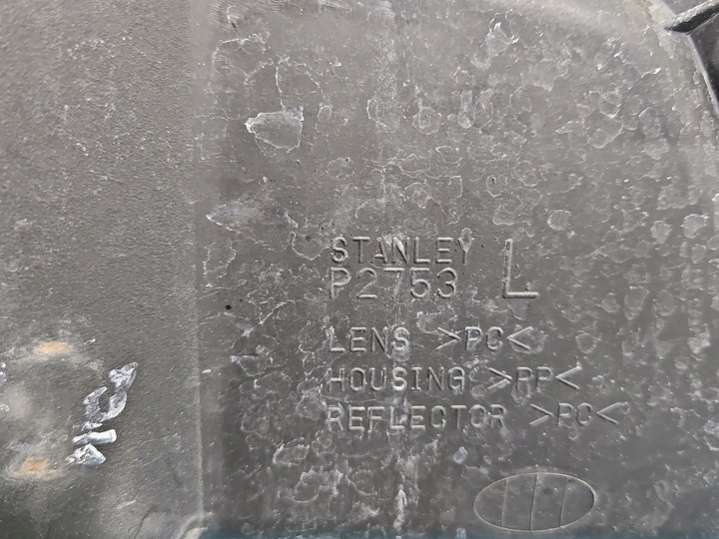 STANLEY
P2753 L
LENS >PC<
HOUSING >PP<
REFLECTOR >PC<